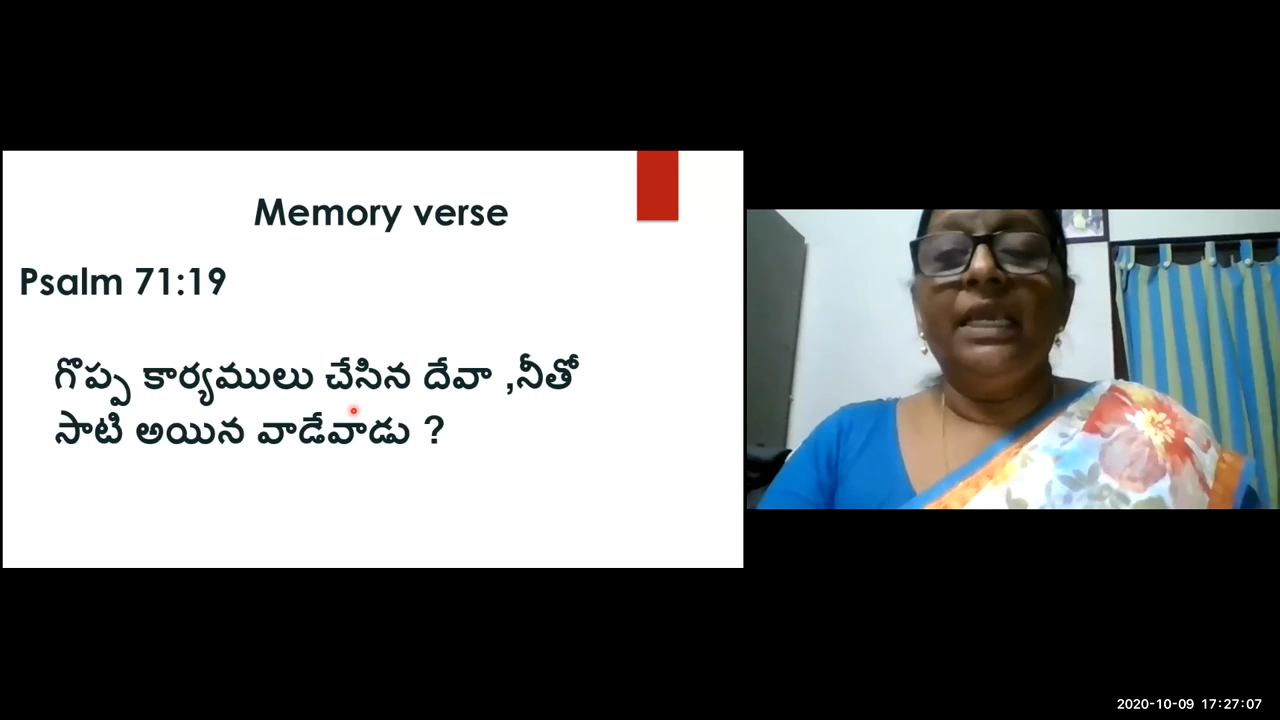 Memory verse
Psalm 71:19
గొప్ప కార్యములు చేసిన దేవా ,నీతో
సాటి అయిన వాడేవాడు ?
2020-10-09 17:27:07